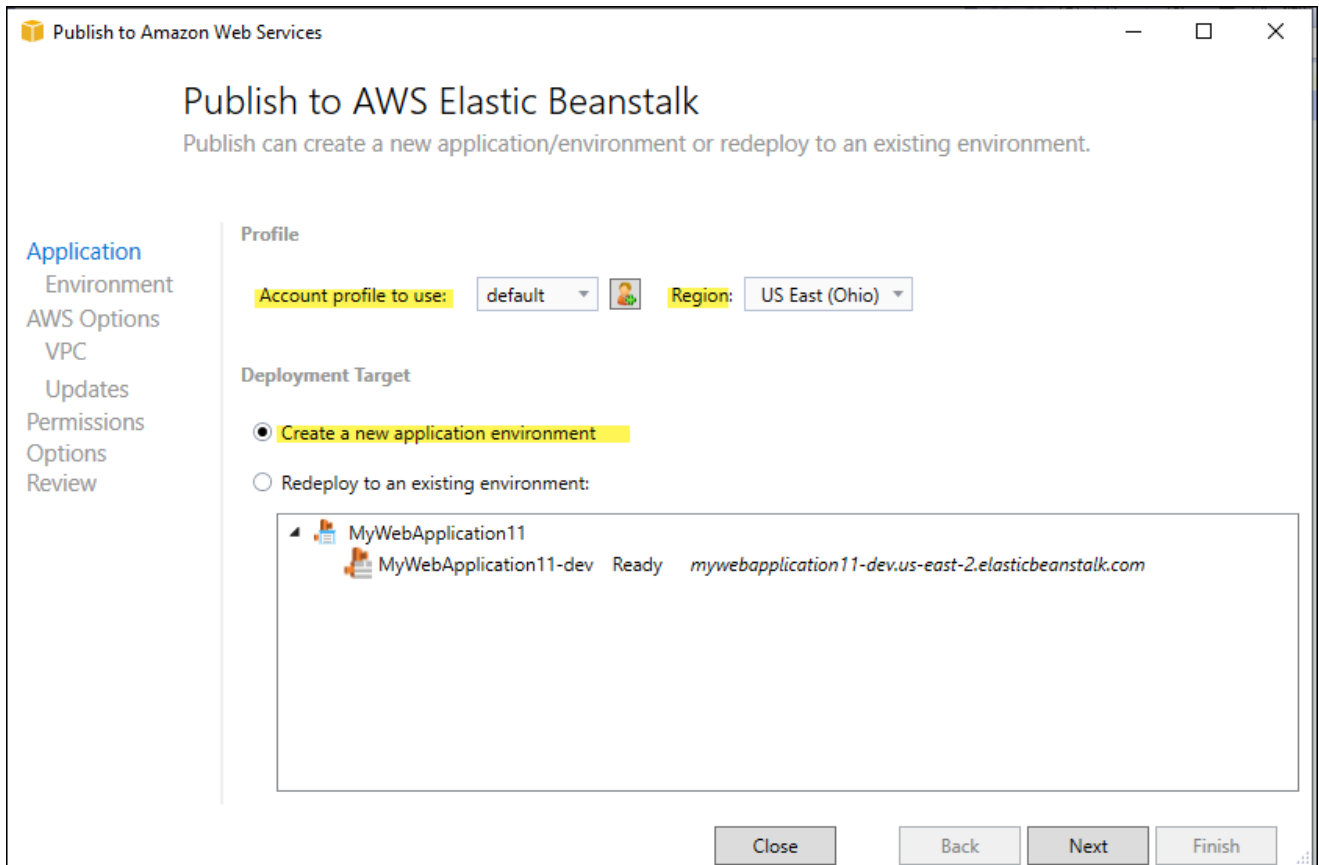 Publish to Amazon Web Services
Publish to AWS Elastic Beanstalk
Publish can create a new application/environment or redeploy to an existing environment.
Application
Environment
AWS Options
VPC
Updates
Permissions
Options
Review
Profile
Account profile to use: default Region: US East (Ohio)
Deployment Target
Create a new application environment
Redeploy to an existing environment:
MyWebApplication11
MyWebApplication11-dev Ready mywebapplication11-dev.us-east-2.elasticbeanstalk.com
Close Back Next Finish